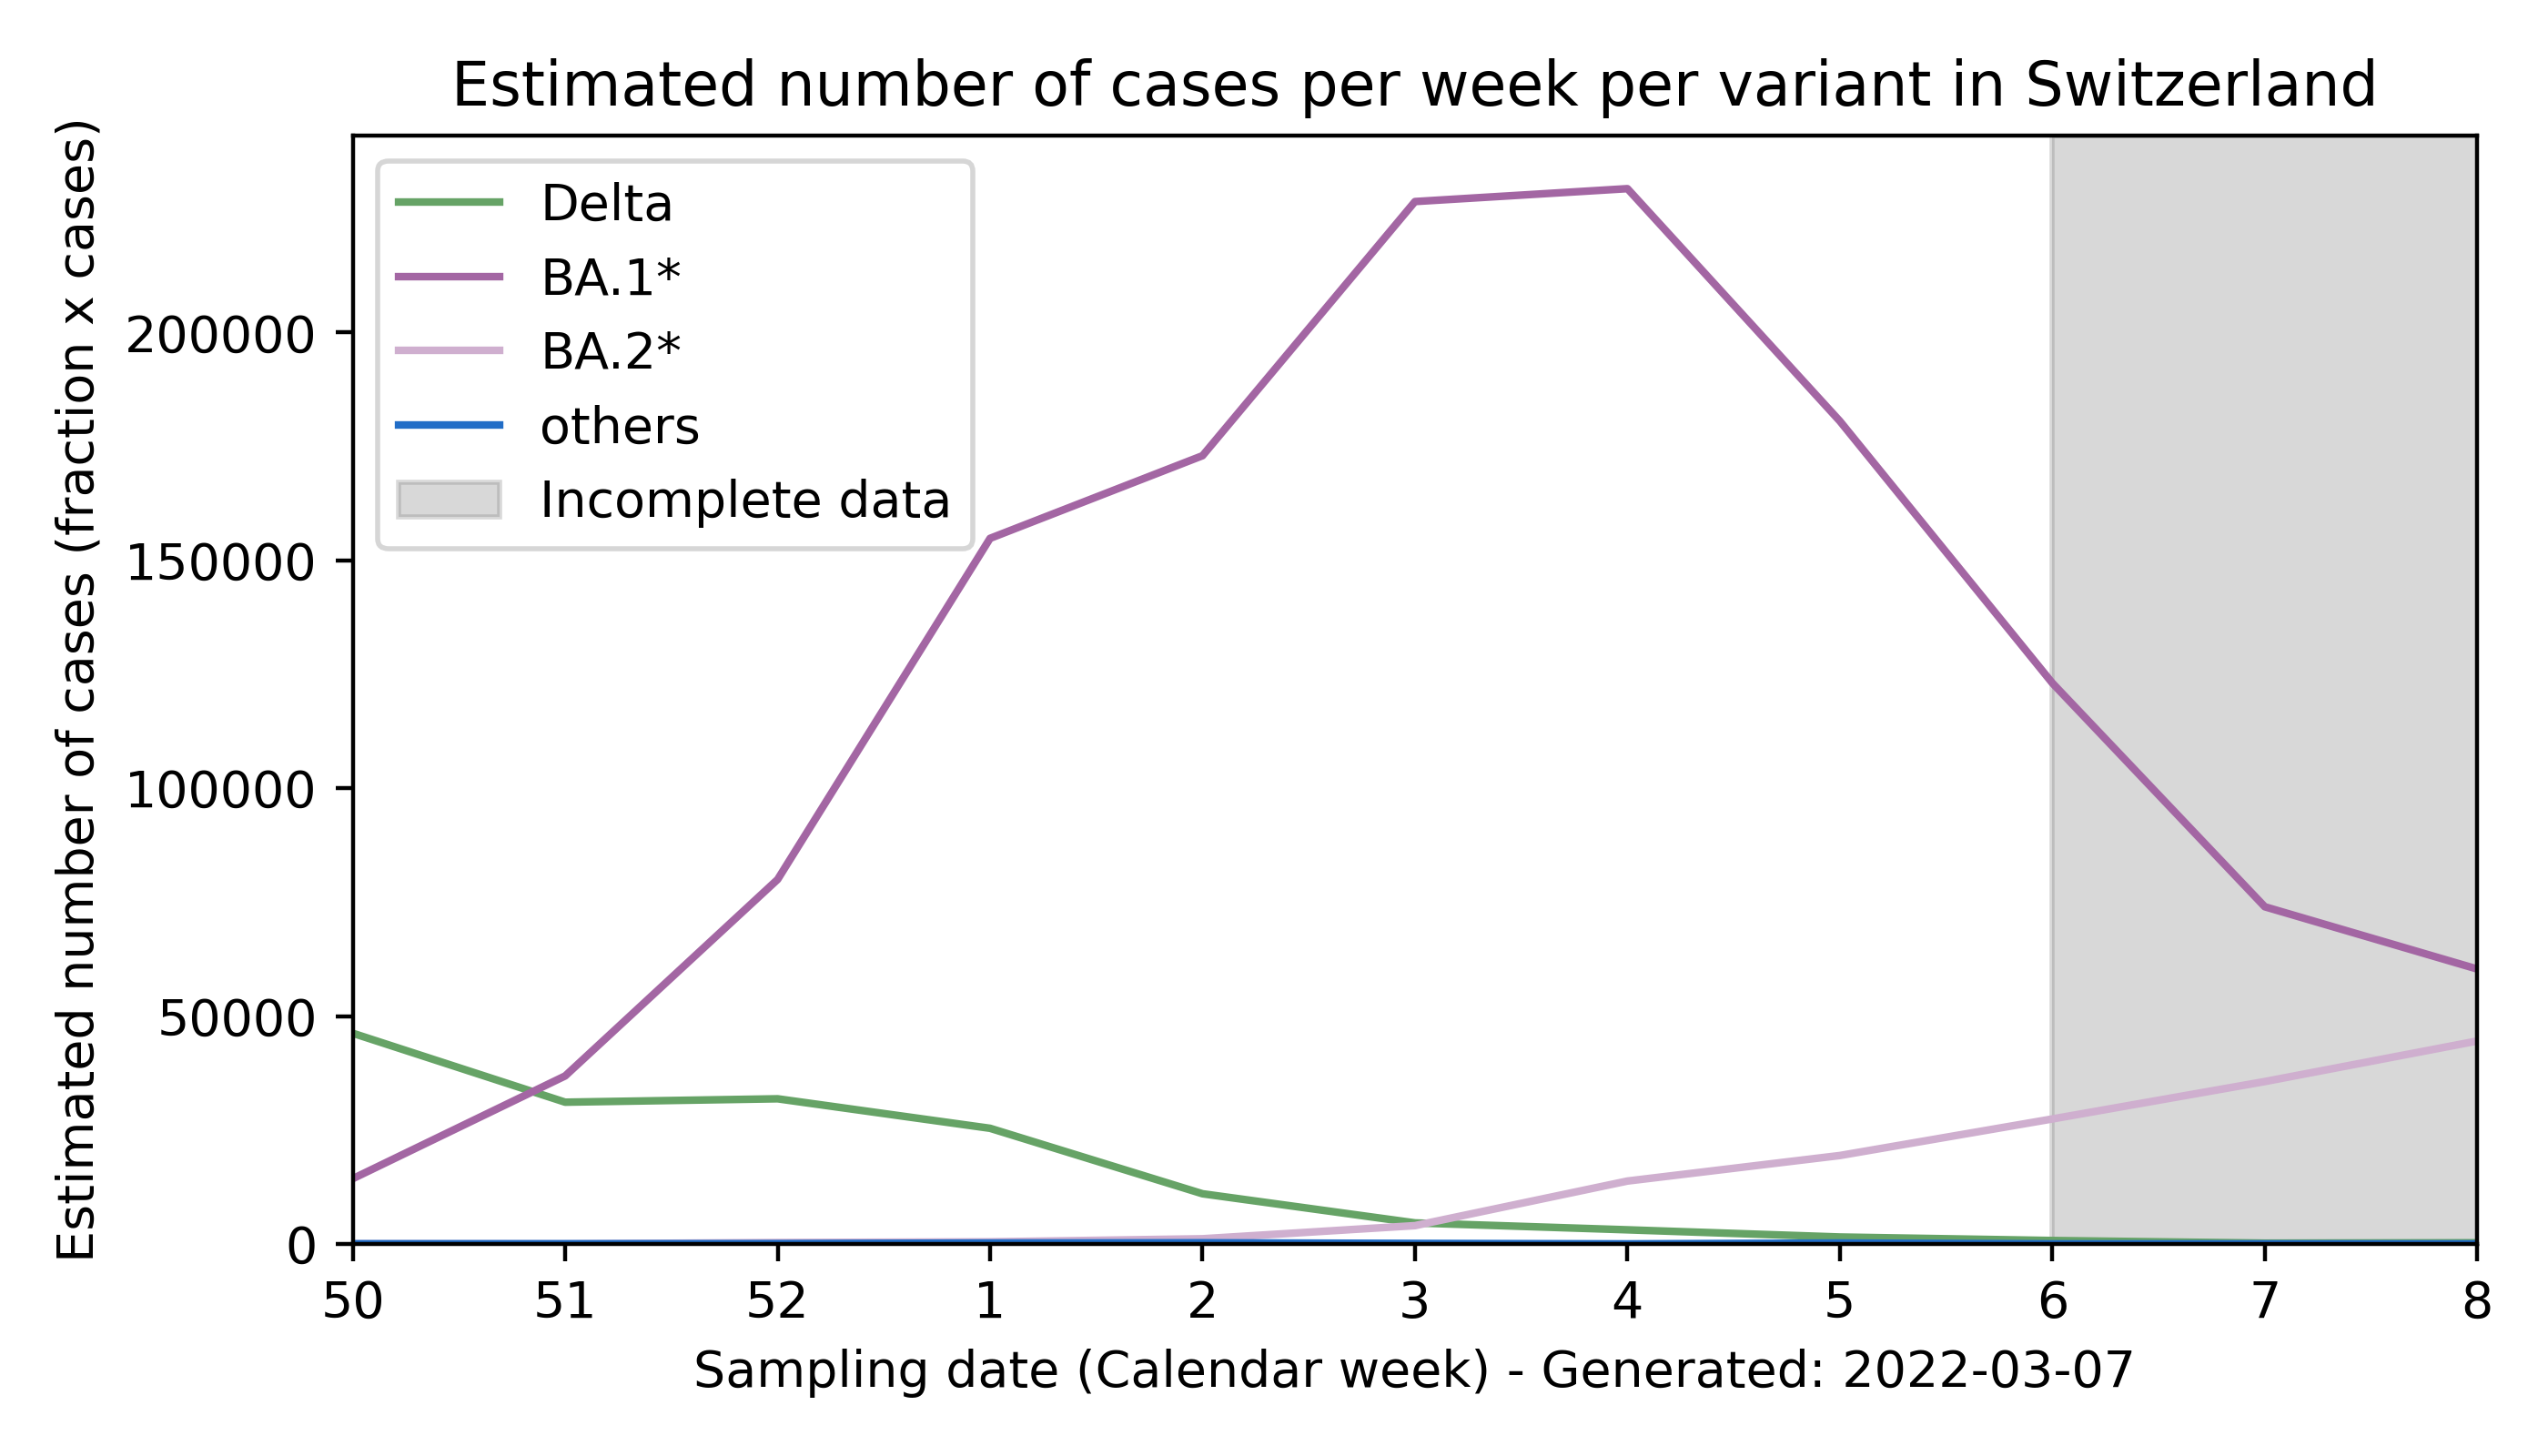 Estimated number of cases per week per variant in Switzerland
Estimated number of cases (fraction x cases)
Delta
BA.1*
BA.2*
others
Incomplete data
200000
150000
100000
50000
0
50 51 52 1 2 3 4 5 6 7 8
Sampling date (Calendar week) - Generated: 2022-03-07